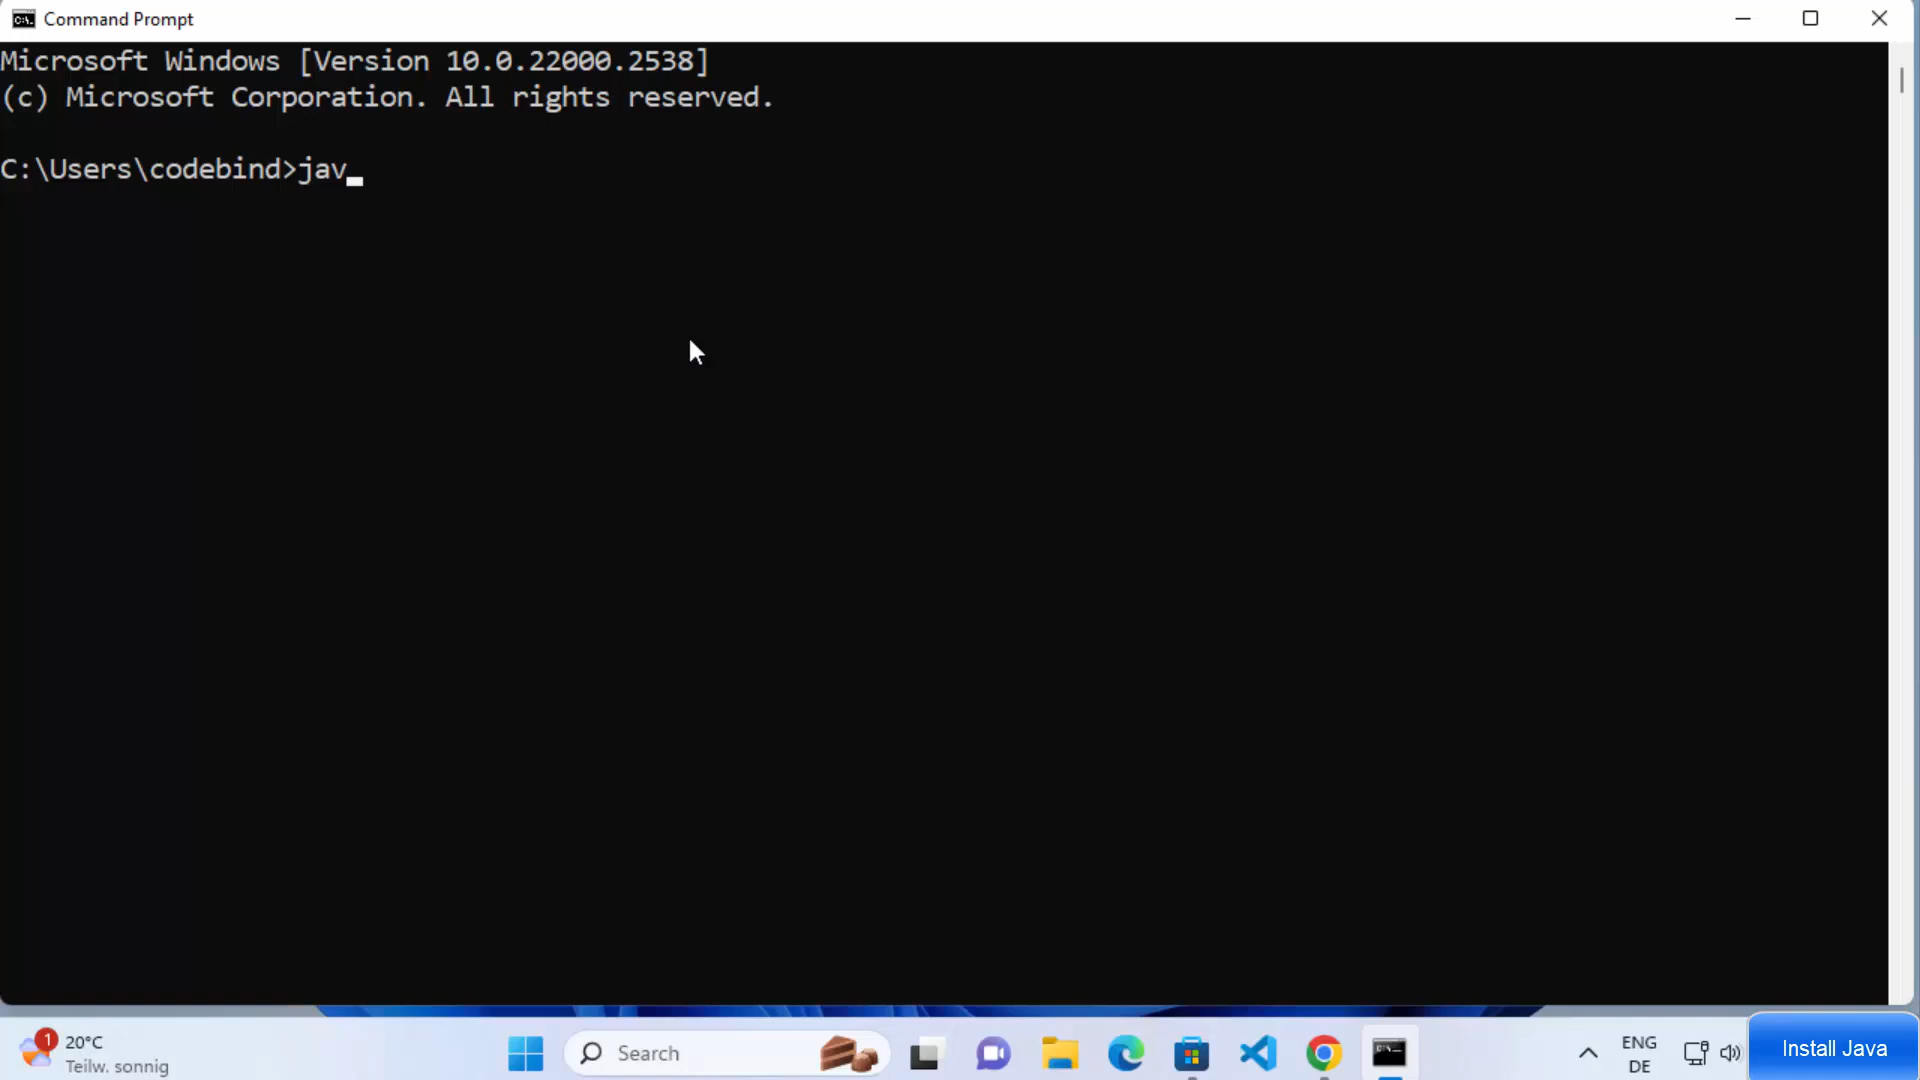 Command Prompt
Microsoft Windows [Version 10.0.22000.2538]
(c) Microsoft Corporation. All rights reserved.
C:\Users\codebind>jav
1
20°C
Teilw. sonnig
Search
ENG
DE
Install Java